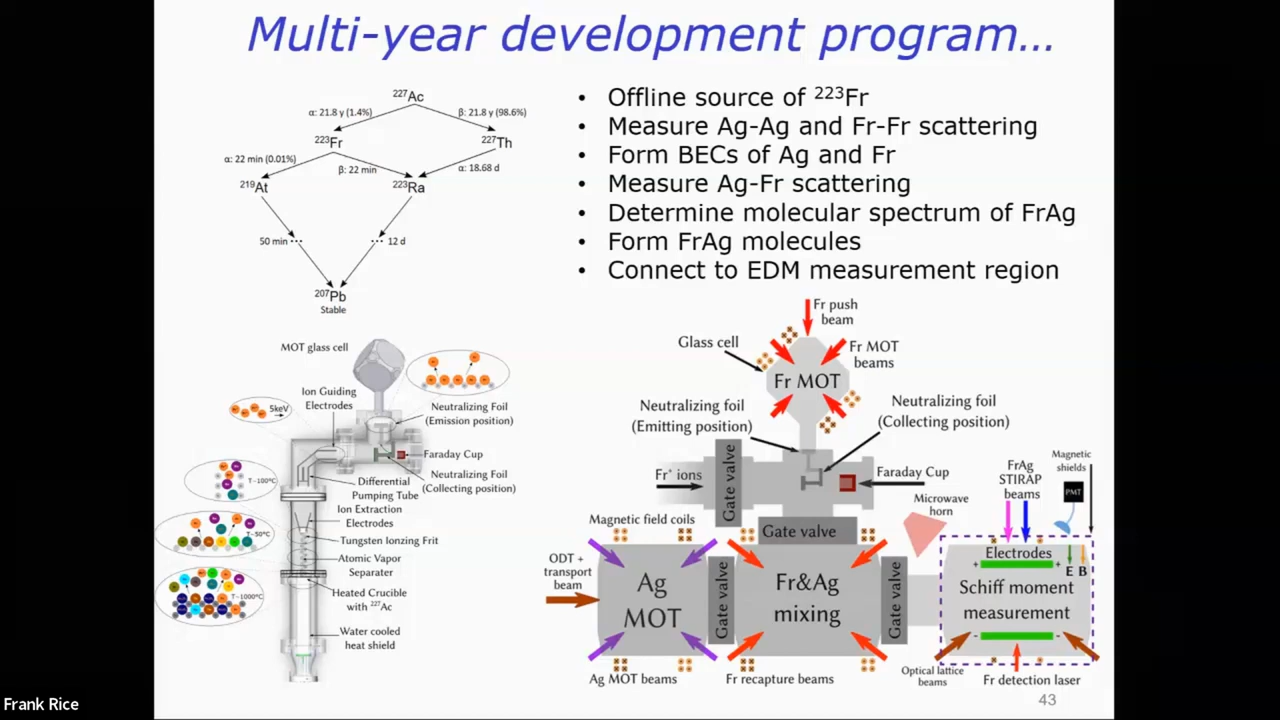 Multi-year development program...
227Ac
α: 21.8 y (1.4%)
β: 21.8 y (98.6%)
223Fr
227Th
α: 22 min (0.01%)
β: 22 min
α: 18.68 d
219At
223Ra
50 min
12 d
207Pb
Stable
• Offline source of 223Fr
• Measure Ag-Ag and Fr-Fr scattering
• Form BECs of Ag and Fr
• Measure Ag-Fr scattering
• Determine molecular spectrum of FrAg
• Form FrAg molecules
• Connect to EDM measurement region
MOT glass cell
Ion Guiding
Electrodes
5keV
Neutralizing Foil
(Emission position)
Faraday Cup
Neutralizing Foil
(Collecting position)
Differential
Pumping Tube
T~100°C
Ion Extraction
Electrodes
T~50°C
Tungsten Ionzing Frit
Atomic Vapor
Separater
T~1000°C
Heated Crucible
with 227Ac
Water cooled
heat shield
Fr push
beam
Glass cell
Fr MOT
beams
Fr MOT
Neutralizing foil
(Emitting position)
Neutralizing foil
(Collecting position)
Fr+ ions
Gate valve
Faraday Cup
Microwave
horn
FrAg
STIRAP
beams
Magnetic
shields
PMT
Magnetic field coils
Gate valve
ODT +
transport
beam
Ag
MOT
Gate valve
Fr&Ag
mixing
Gate valve
Electrodes
+ +
E B
Schiff moment
measurement
- -
Ag MOT beams
Fr recapture beams
Optical lattice
beams
Fr detection laser
43
Frank Rice